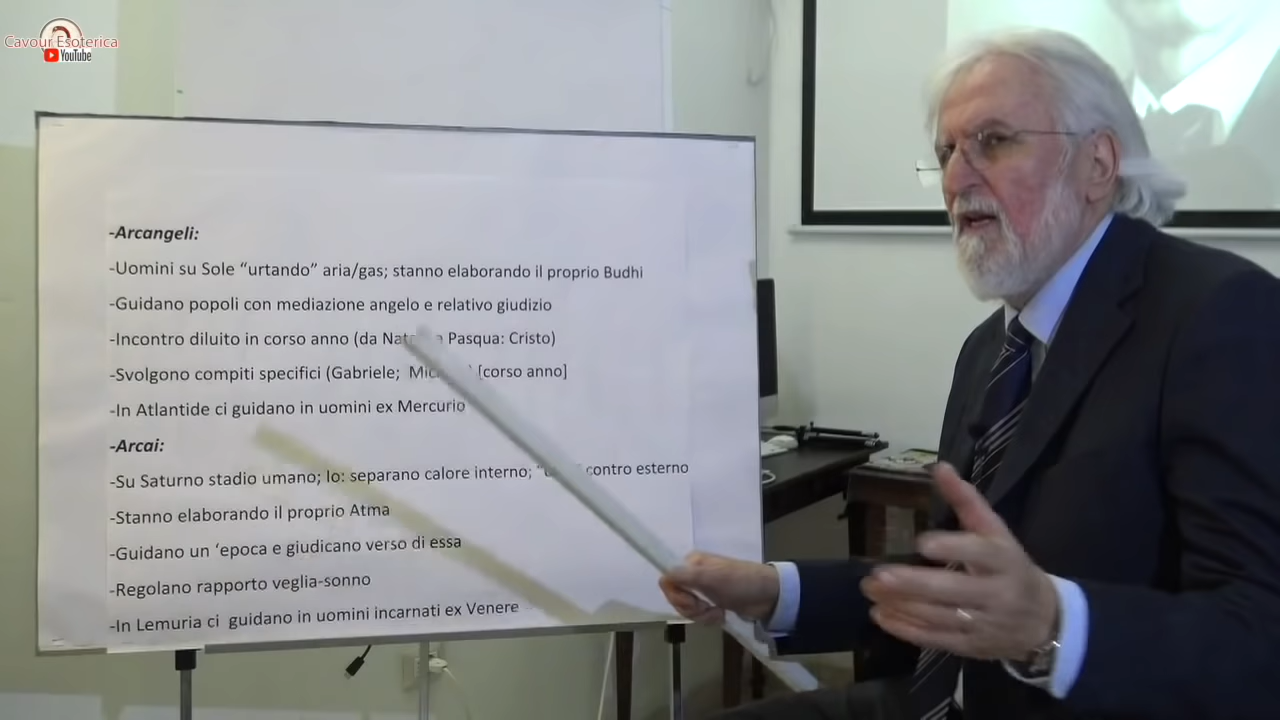 Cavour Esoterica
YouTube
-Arcangeli:
-Uomini su Sole “urtando” aria/gas; stanno elaborando il proprio Budhi
-Guidano popoli con mediazione angelo e relativo giudizio
-Incontro diluito in corso anno (da Pasqua: Cristo)
-Svolgono compiti specifici (Gabriele; [corso anno]
-In Atlantide ci guidano in uomini ex Mercurio
-Arcai:
-Su Saturno stadio umano; Io: separano calore interno; contro esterno
-Stanno elaborando il proprio Atma
-Guidano un ‘epoca e giudicano verso di essa
-Regolano rapporto veglia-sonno
-In Lemuria ci guidano in uomini incarnati ex Venere